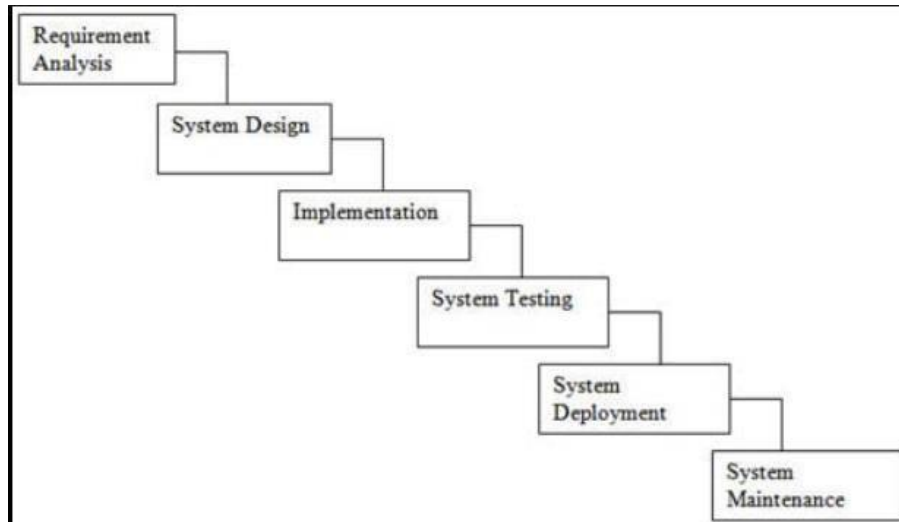 Requirement
Analysis
System Design
Implementation
System Testing
System
Deployment
System
Maintenance